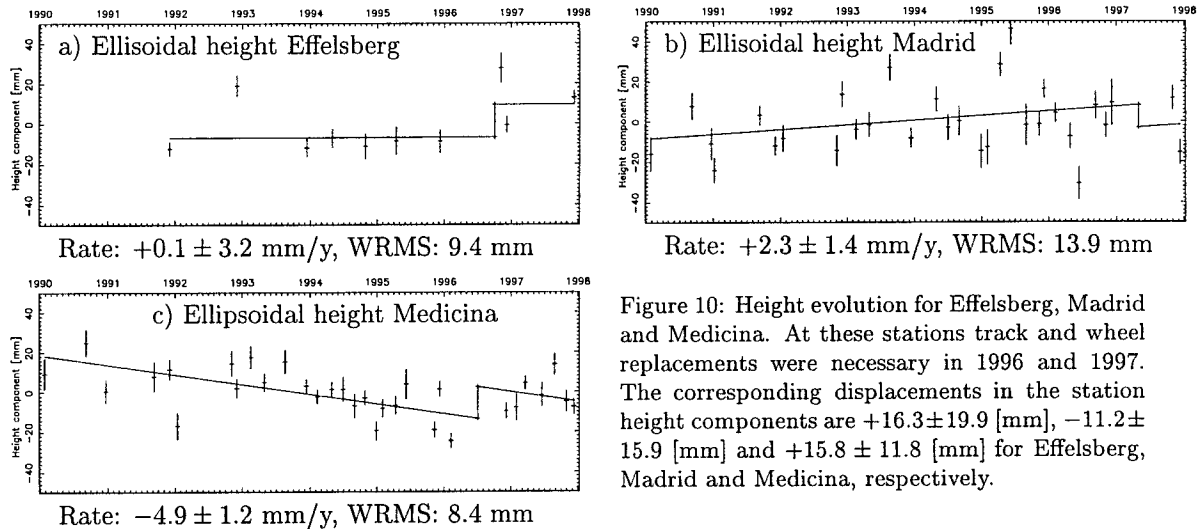 1990 1991 1992 1993 1994 1995 1996 1997 1998
Height component [mm]
40
20
0
−20
−40
a) Ellisoidal height Effelsberg
Rate: +0.1 ± 3.2 mm/y, WRMS: 9.4 mm
1990 1991 1992 1993 1994 1995 1996 1997 1998
Height component [mm]
40
20
0
−20
−40
b) Ellisoidal height Madrid
Rate: +2.3 ± 1.4 mm/y, WRMS: 13.9 mm
1990 1991 1992 1993 1994 1995 1996 1997 1998
Height component [mm]
40
20
0
−20
−40
c) Ellipsoidal height Medicina
Rate: −4.9 ± 1.2 mm/y, WRMS: 8.4 mm
Figure 10: Height evolution for Effelsberg, Madrid
and Medicina. At these stations track and wheel
replacements were necessary in 1996 and 1997.
The corresponding displacements in the station
height components are +16.3±19.9 [mm], −11.2±
15.9 [mm] and +15.8 ± 11.8 [mm] for Effelsberg,
Madrid and Medicina, respectively.